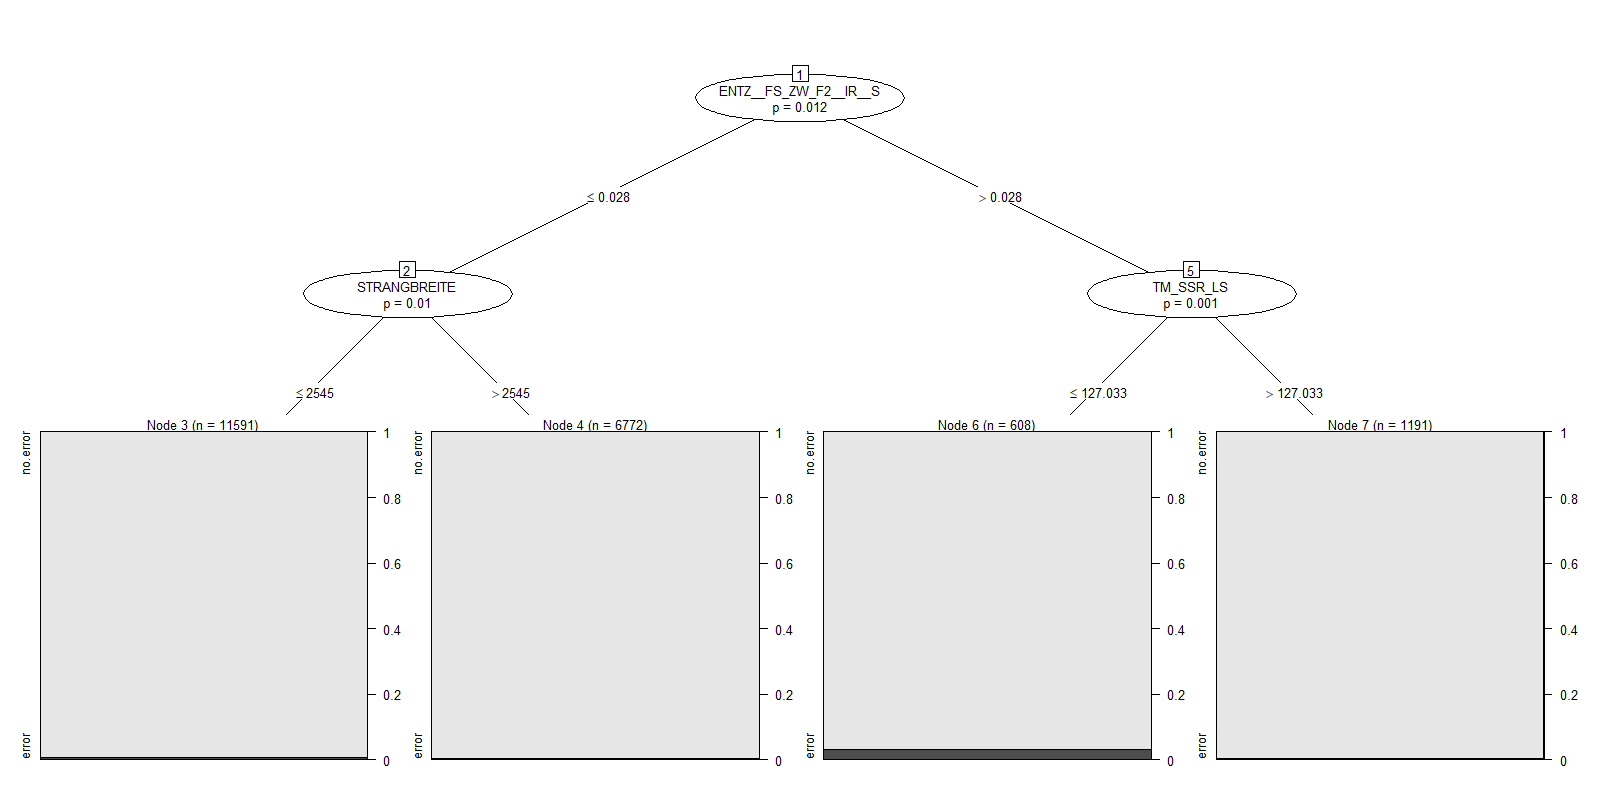 1
ENTZ__FS_ZW_F2__IR__S
p = 0.012
≤ 0.028
> 0.028
2
STRANGBREITE
p = 0.01
5
TM_SSR_LS
p = 0.001
≤ 2545
> 2545
≤ 127.033
> 127.033
Node 3 (n = 11591)
no.error
error
1
0.8
0.6
0.4
0.2
0
Node 4 (n = 6772)
no.error
error
1
0.8
0.6
0.4
0.2
0
Node 6 (n = 608)
no.error
error
1
0.8
0.6
0.4
0.2
0
Node 7 (n = 1191)
no.error
error
1
0.8
0.6
0.4
0.2
0